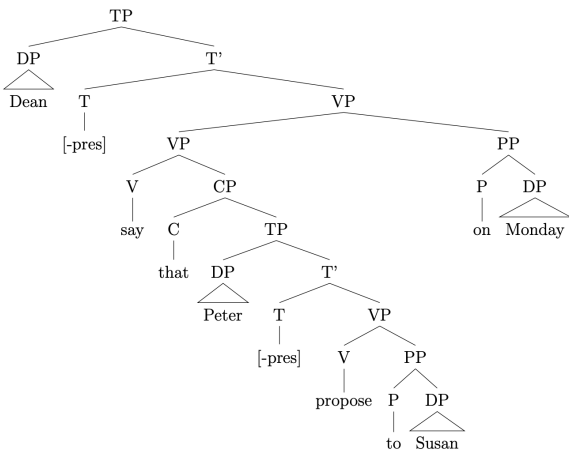 TP
DP T'
Dean T VP
[-pres] VP PP
V CP P DP
say C TP on Monday
that DP T'
Peter T VP
[-pres] V PP
propose P DP
to Susan